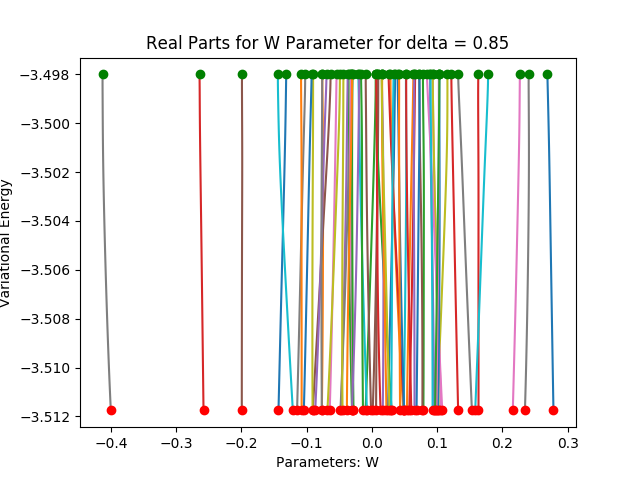 Real Parts for W Parameter for delta = 0.85
−3.498
−3.500
−3.502
−3.504
−3.506
−3.508
−3.510
−3.512
Variational Energy
−0.4 −0.3 −0.2 −0.1 0.0 0.1 0.2 0.3
Parameters: W